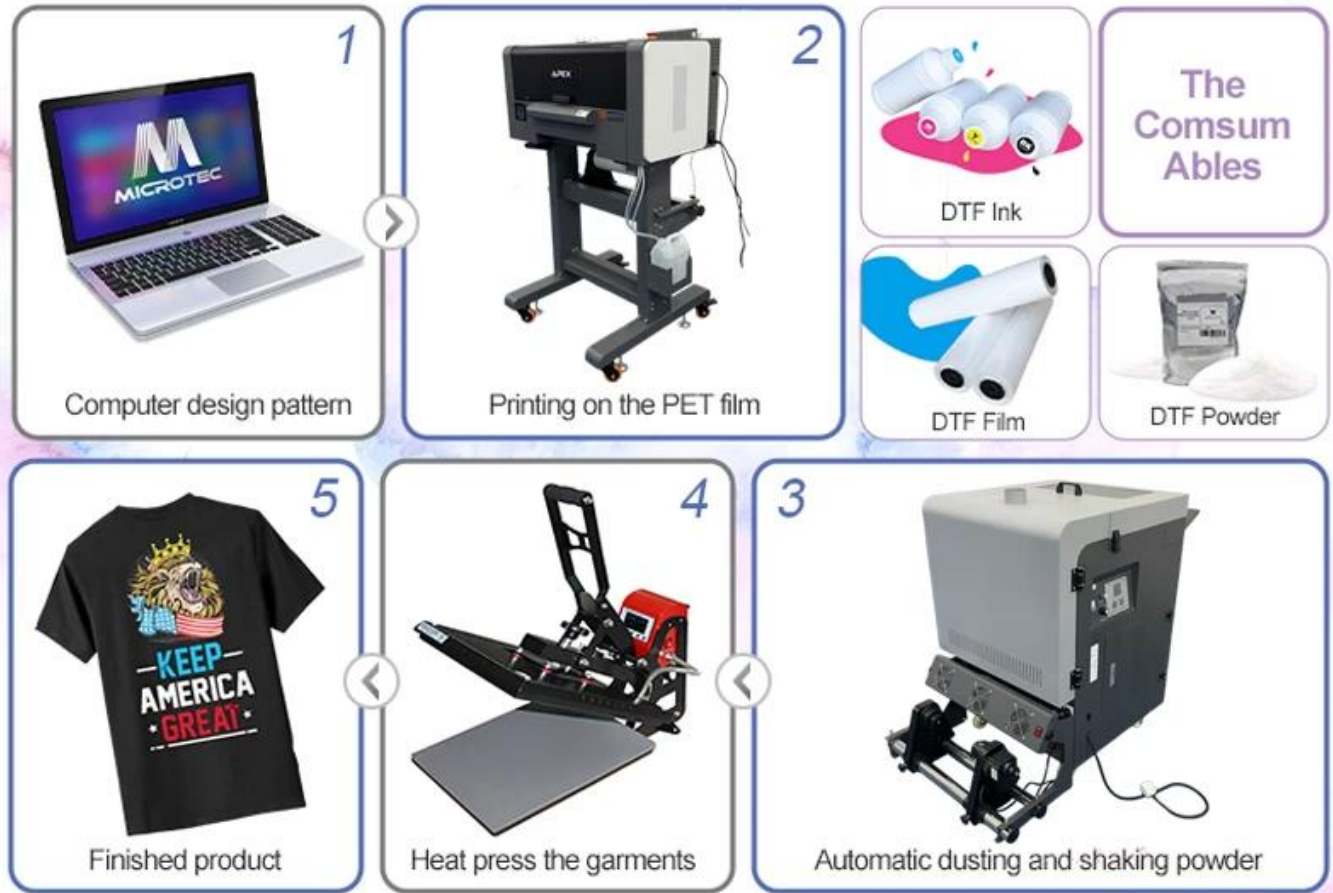 1
MICROTEC
Computer design pattern
2
APEX
Printing on the PET film
DTF Ink
The
Comsum
Ables
DTF Film
DTF Powder
5
KEEP
AMERICA
GREAT
Finished product
4
Heat press the garments
3
Automatic dusting and shaking powder